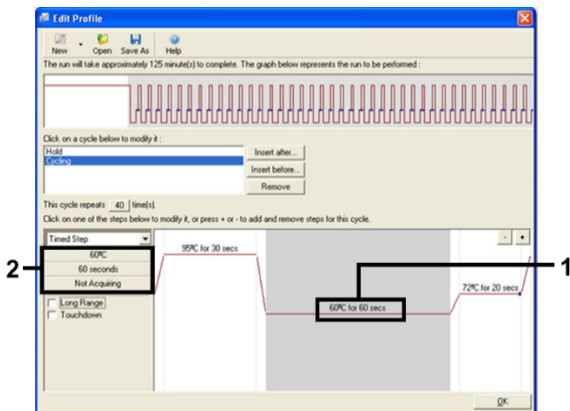 Edit Profile
New Open Save As Help
The run will take approximately 125 minute(s) to complete. The graph below represents the run to be performed :
Click on a cycle below to modify it :
Hold
Cycling
Insert after...
Insert before...
Remove
This cycle repeats 40 time(s).
Click on one of the steps below to modify it, or press + or - to add and remove steps for this cycle.
Timed Step
- +
60ºC
60 seconds
Not Acquiring
Long Range
Touchdown
95ºC for 30 secs
60ºC for 60 secs
72ºC for 20 secs
2
1
OK